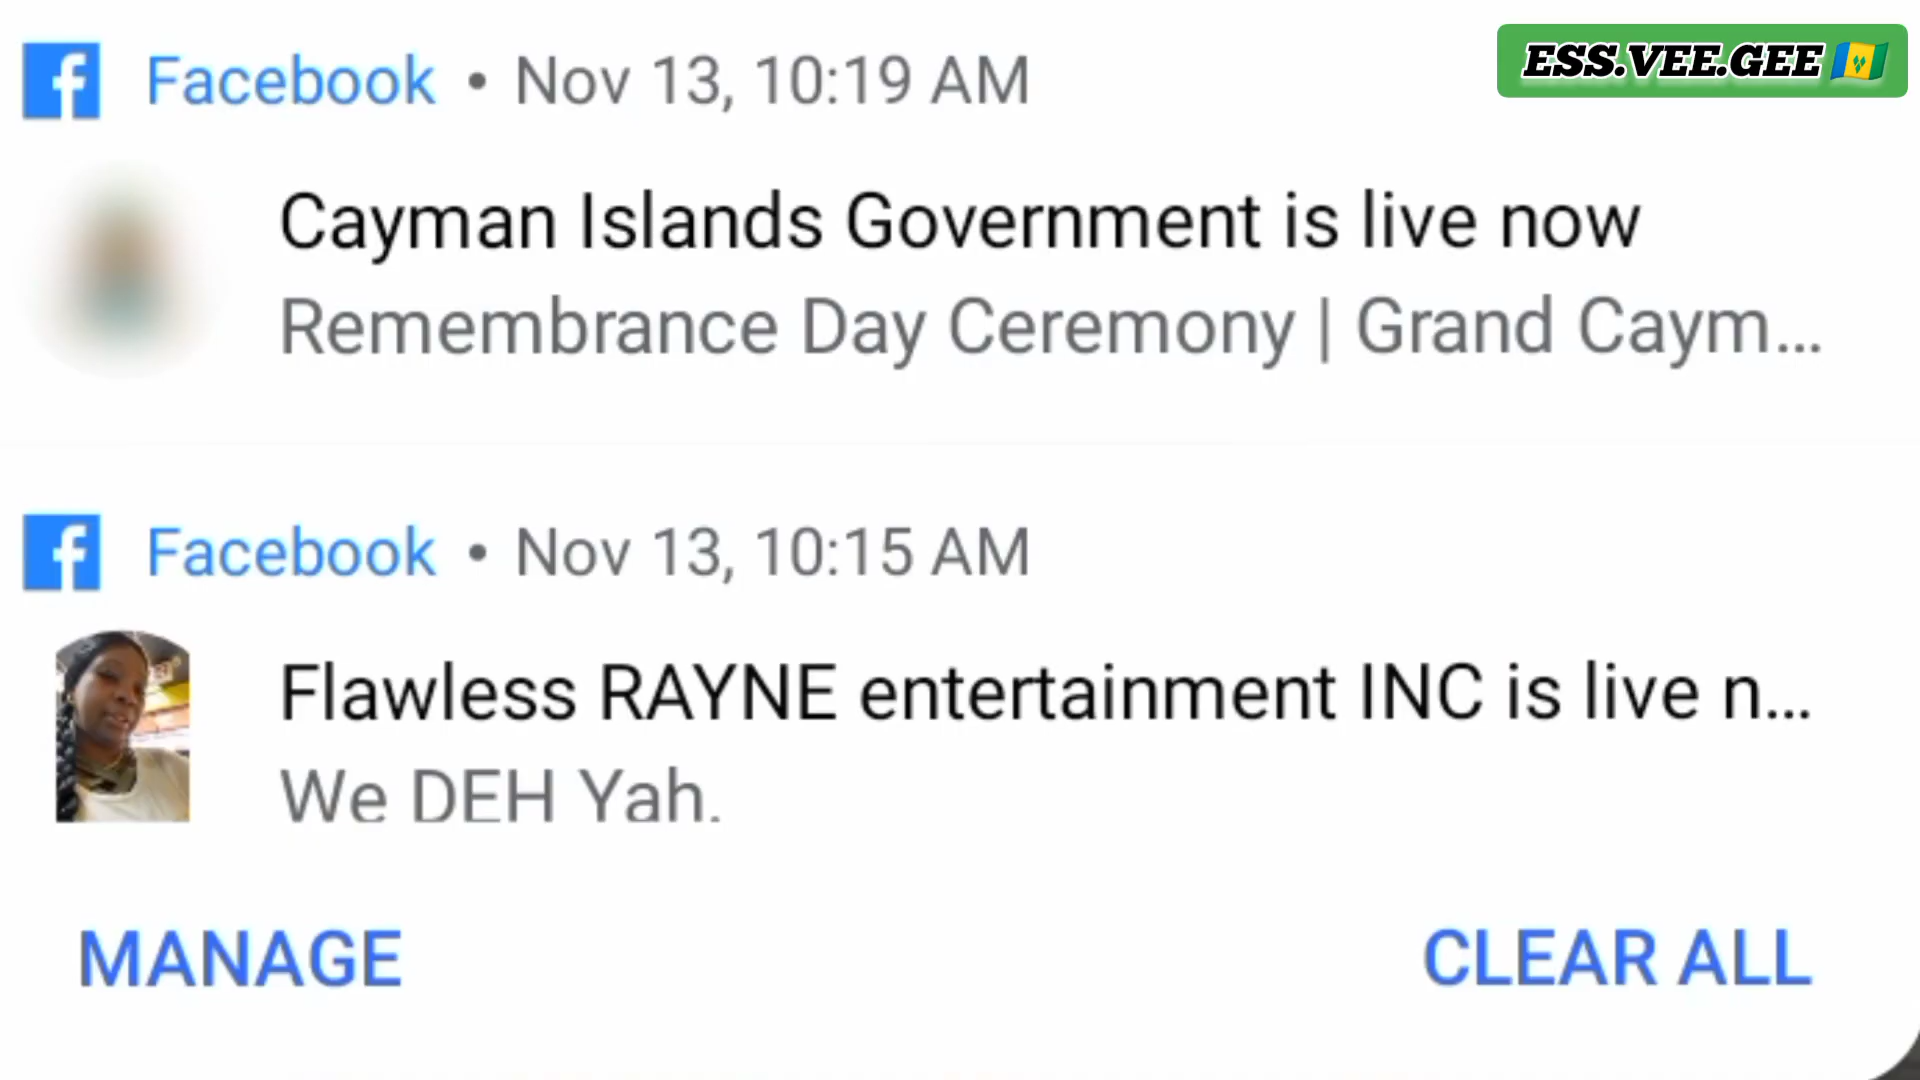 Facebook • Nov 13, 10:19 AM
ESS.VEE.GEE
Cayman Islands Government is live now
Remembrance Day Ceremony | Grand Caym...
Facebook • Nov 13, 10:15 AM
Flawless RAYNE entertainment INC is live n...
We DEH Yah.
MANAGE
CLEAR ALL